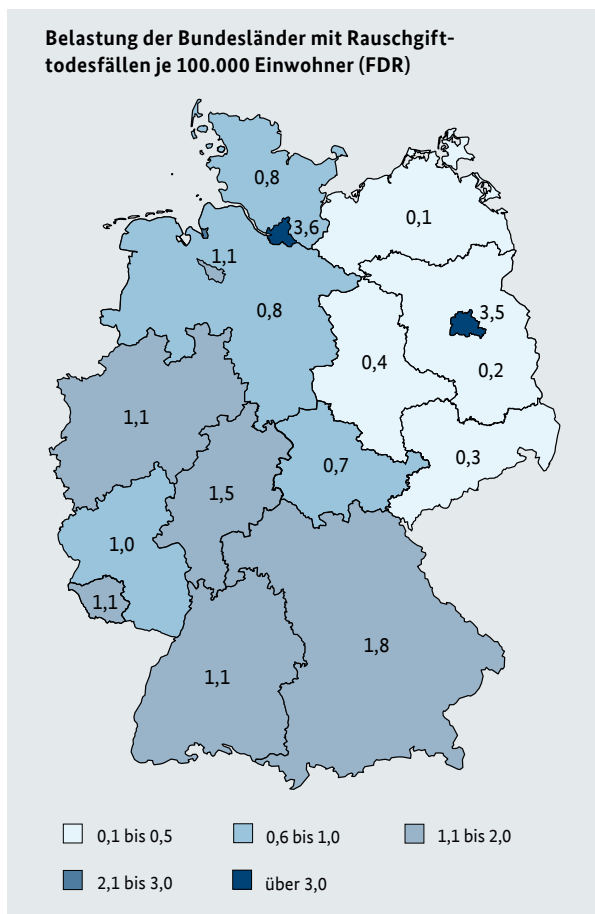 Belastung der Bundesländer mit Rauschgift-
todesfällen je 100.000 Einwohner (FDR)
0,8
3,6
0,1
1,1
0,8
3,5
0,4
0,2
1,1
0,3
0,7
1,5
1,0
1,1
1,8
1,1
0,1 bis 0,5
0,6 bis 1,0
1,1 bis 2,0
2,1 bis 3,0
über 3,0